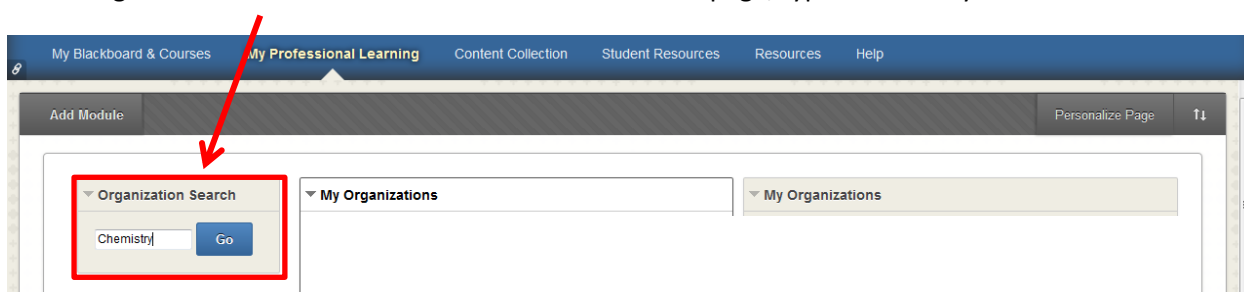 My Blackboard & Courses My Professional Learning Content Collection Student Resources Resources Help
Add Module Personalize Page
Organization Search My Organizations My Organizations
Chemistry Go